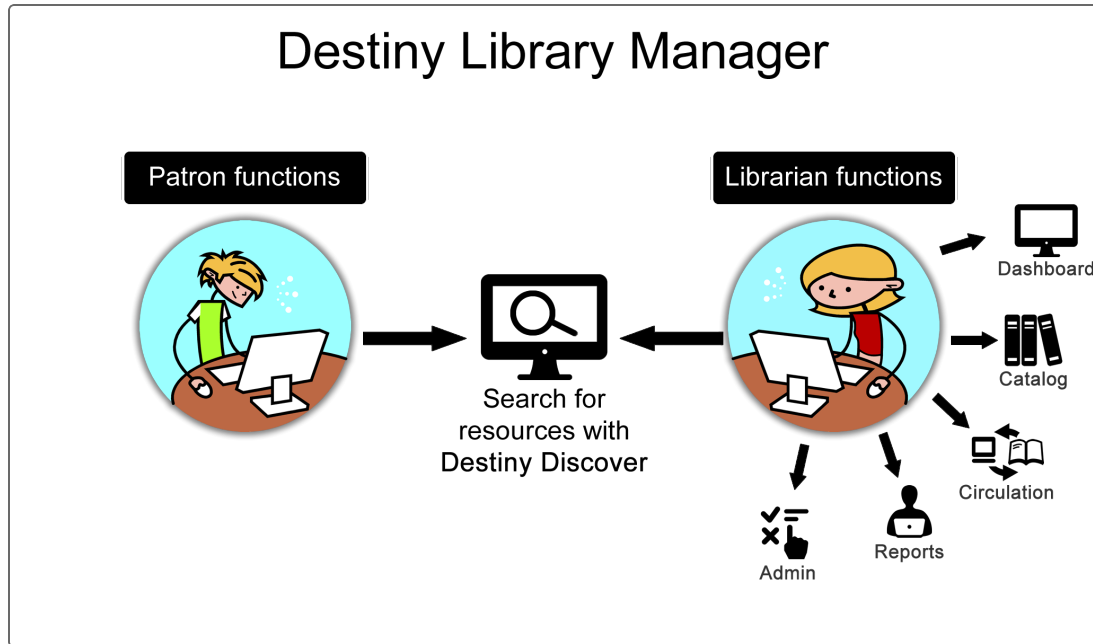 Destiny Library Manager
Patron functions
Librarian functions
Dashboard
Catalog
Search for
resources with
Destiny Discover
Circulation
Reports
Admin